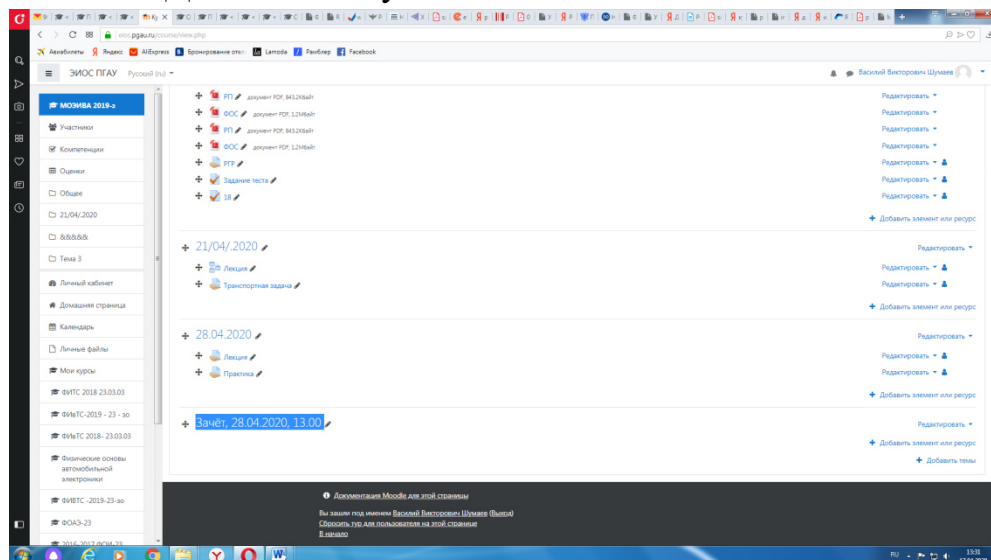 eios.pgau.ru/course/view.php
Авиабилеты Яндекс AliExpress Бронирование оте Lamoda Рамблер Facebook
ЭИОС ПГАУ Русский (ru)
Василий Викторович Шумаев
МОЭИВА 2019-з
Участники
Компетенции
Оценки
Общее
21/04/.2020
&&&&&
Тема 3
Личный кабинет
Домашняя страница
Календарь
Личные файлы
Мои курсы
ФИТС 2018 23.03.03
ФИвТС-2019 - 23 - зо
ФИвТС 2018- 23.03.03
Физические основы
автомобильной
электроники
ФИВТС -2019-23-зо
ФОАЭ-23
2016-2017 ФОИ-23
РП документ PDF, 843.2Кбайт Редактировать
ФОС документ PDF, 1.2Мбайт Редактировать
РП документ PDF, 843.2Кбайт Редактировать
ФОС документ PDF, 1.2Мбайт Редактировать
РГР Редактировать
Задание теста Редактировать
18 Редактировать
Добавить элемент или ресурс
21/04/.2020 Редактировать
Лекция Редактировать
Транспортная задача Редактировать
Добавить элемент или ресурс
28.04.2020 Редактировать
Лекция Редактировать
Практика Редактировать
Добавить элемент или ресурс
Зачёт, 28.04.2020, 13.00 Редактировать
Добавить элемент или ресурс
Добавить темы
Документация Moodle для этой страницы
Вы зашли под именем Василий Викторович Шумаев (Выход)
Сбросить тур для пользователя на этой странице
В начало
RU 13:31